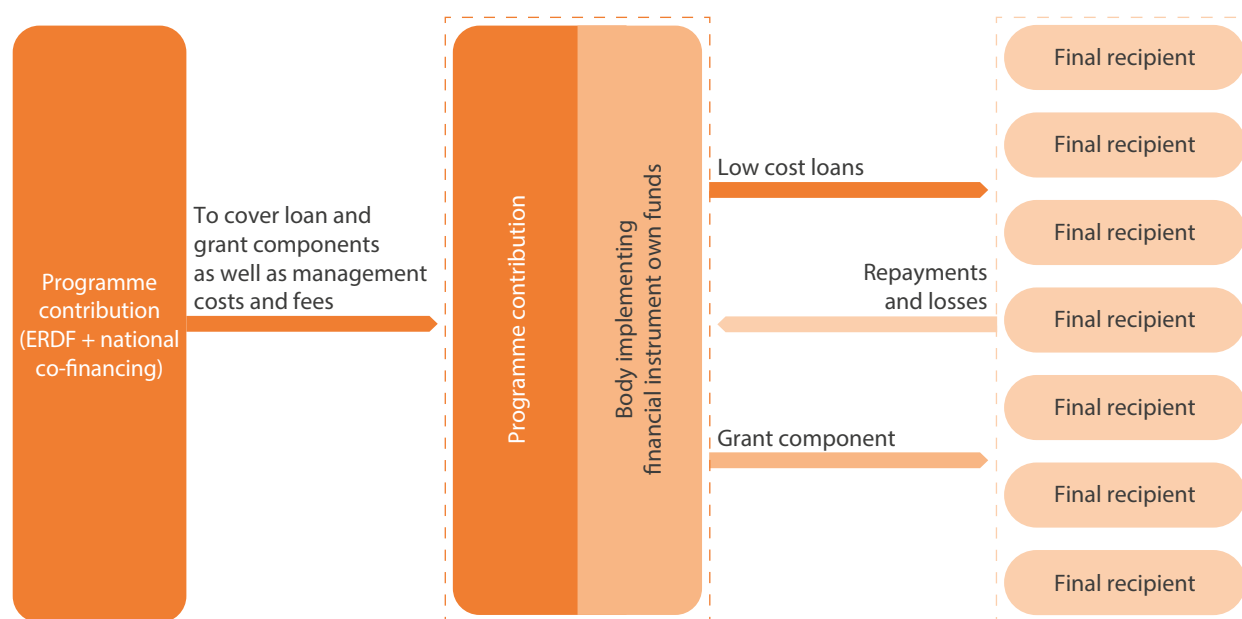 Programme
contribution
(ERDF + national
co-financing)
To cover loan and
grant components
as well as management
costs and fees
Programme contribution
Body implementing
financial instrument own funds
Low cost loans
Repayments
and losses
Grant component
Final recipient
Final recipient
Final recipient
Final recipient
Final recipient
Final recipient
Final recipient